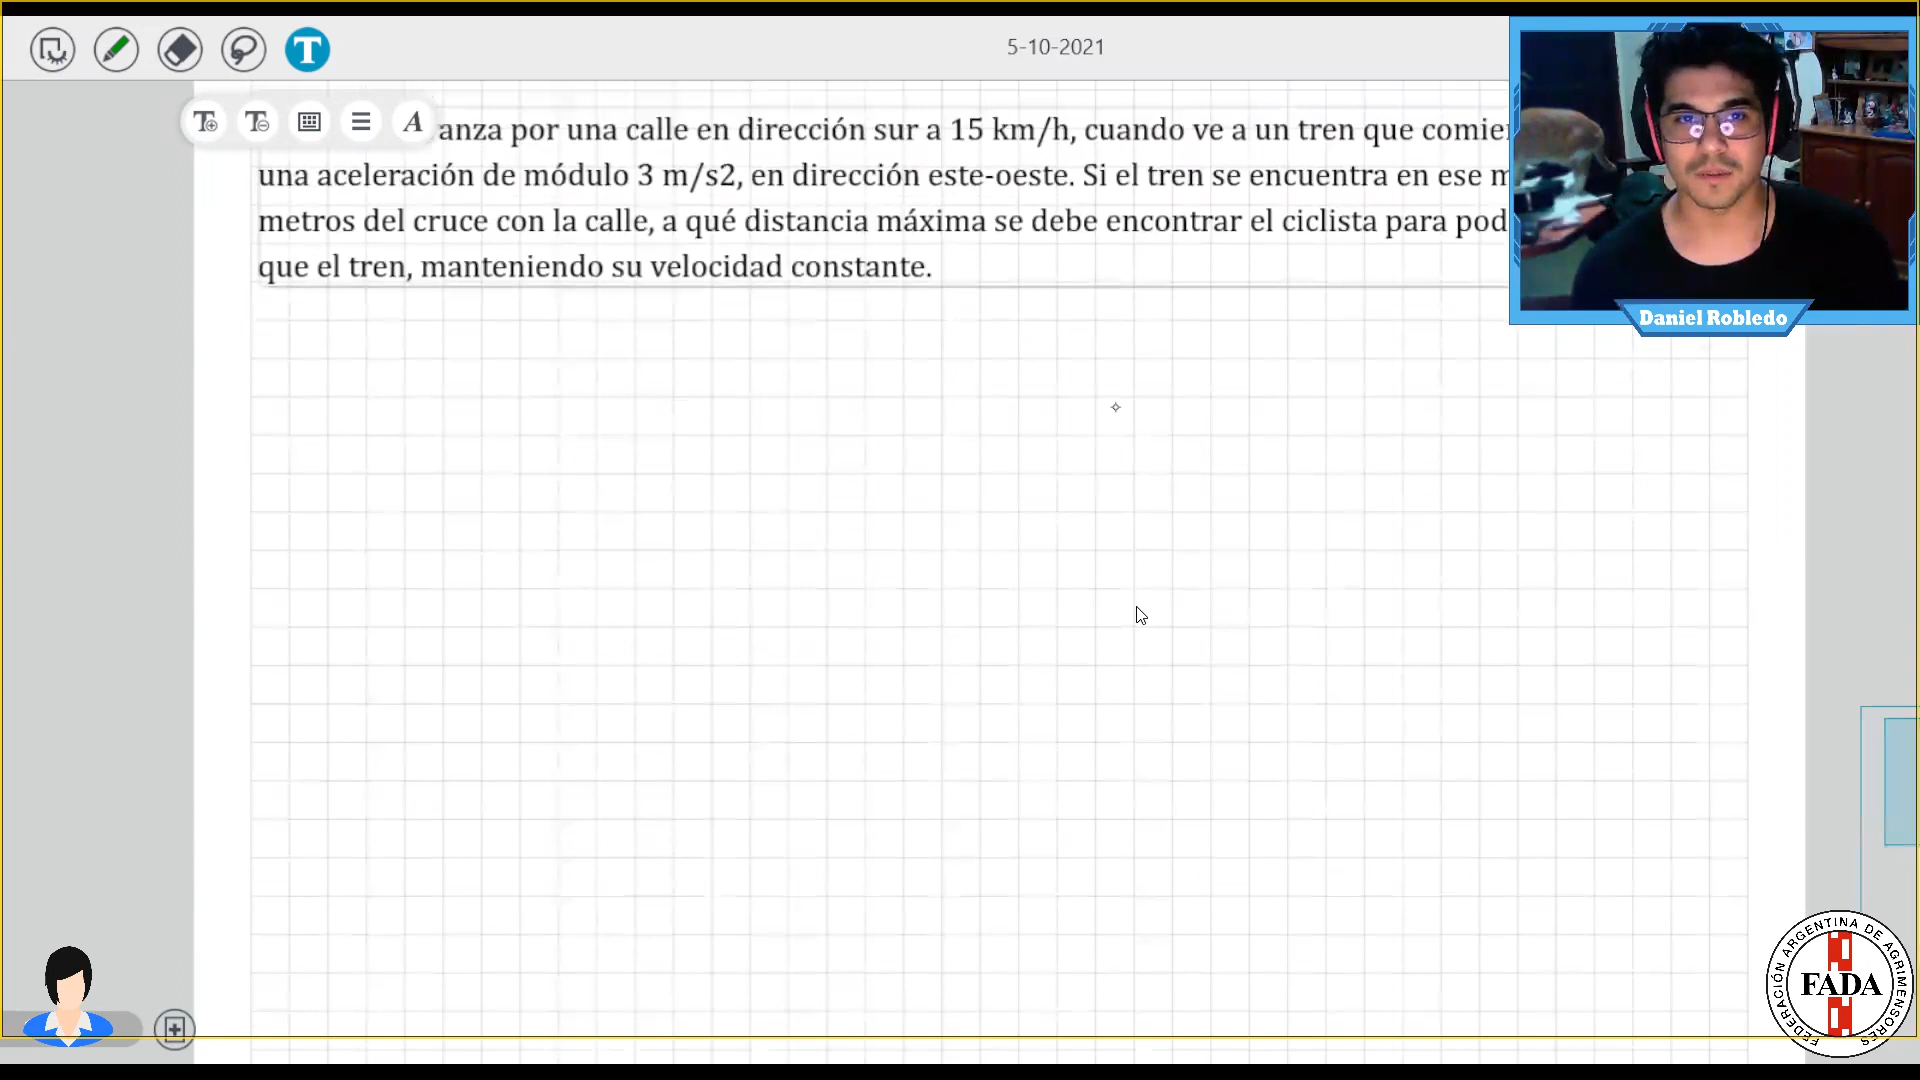 5-10-2021
anza por una calle en dirección sur a 15 km/h, cuando ve a un tren que comie
una aceleración de módulo 3 m/s2, en dirección este-oeste. Si el tren se encuentra en ese m
metros del cruce con la calle, a qué distancia máxima se debe encontrar el ciclista para pod
que el tren, manteniendo su velocidad constante.
Daniel Robledo
FEDERACIÓN ARGENTINA DE AGRIMENSORES
FADA